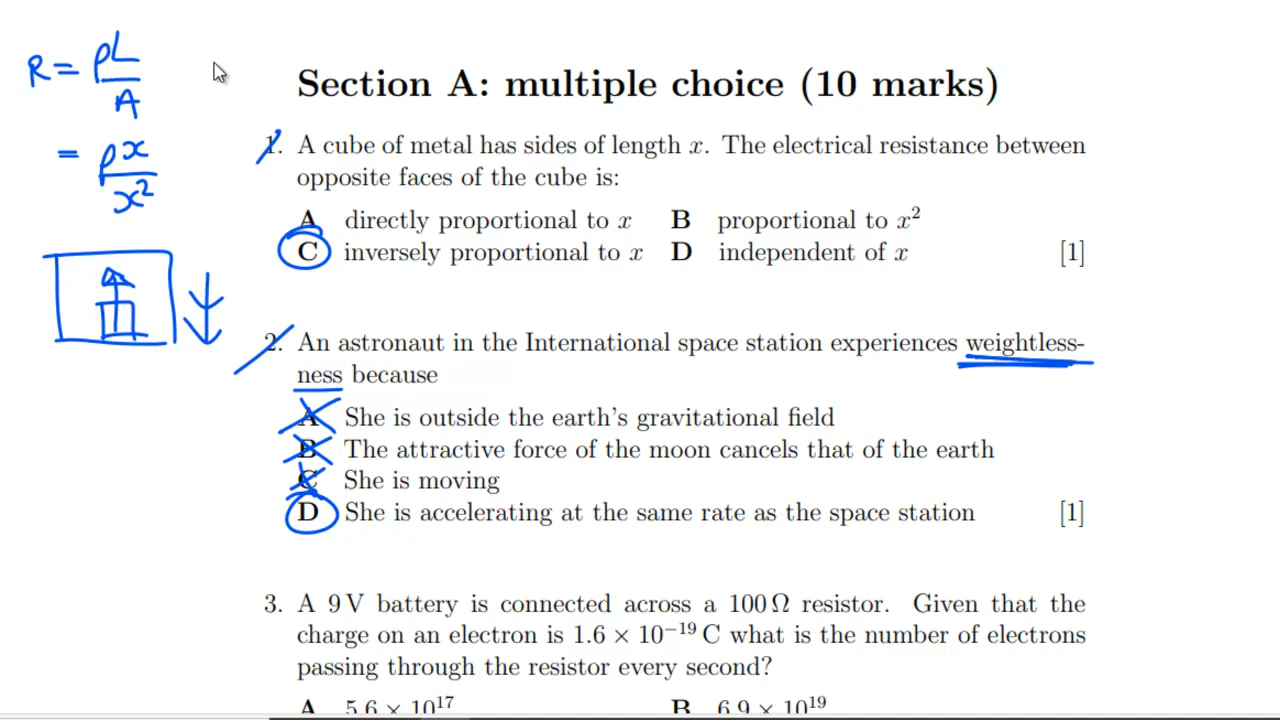 R = ρL
A
= ρx
x²
Section A: multiple choice (10 marks)
1. A cube of metal has sides of length x. The electrical resistance between
opposite faces of the cube is:
A directly proportional to x B proportional to x²
C inversely proportional to x D independent of x [1]
2. An astronaut in the International space station experiences weightless-
ness because
A She is outside the earth's gravitational field
B The attractive force of the moon cancels that of the earth
C She is moving
D She is accelerating at the same rate as the space station [1]
3. A 9 V battery is connected across a 100 Ω resistor. Given that the
charge on an electron is 1.6 × 10⁻¹⁹ C what is the number of electrons
passing through the resistor every second?
A 5.6 × 10¹⁷ B 6.9 × 10¹⁹